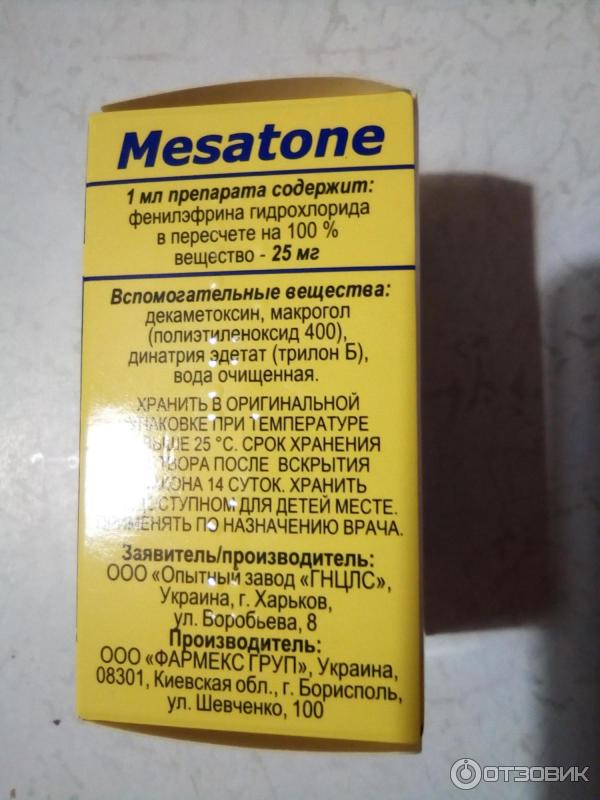 Mesatone
1 мл препарата содержит:
фенилэфрина гидрохлорида
в пересчете на 100 %
вещество - 25 мг
Вспомогательные вещества:
декаметоксин, макрогол
(полиэтиленоксид 400),
динатрия эдетат (трилон Б),
вода очищенная.
ХРАНИТЬ В ОРИГИНАЛЬНОЙ
УПАКОВКЕ ПРИ ТЕМПЕРАТУРЕ
25 °С. СРОК ХРАНЕНИЯ
ПОСЛЕ ВСКРЫТИЯ
14 СУТОК. ХРАНИТЬ
ДЛЯ ДЕТЕЙ МЕСТЕ.
ПРИМЕНЯТЬ ПО НАЗНАЧЕНИЮ ВРАЧА.
Заявитель/производитель:
ООО «Опытный завод «ГНЦЛС»,
Украина, г. Харьков,
ул. Воробьева, 8
Производитель:
ООО «ФАРМЕКС ГРУП», Украина,
08301, Киевская обл., г. Борисполь,
ул. Шевченко, 100
ОТЗОВИК